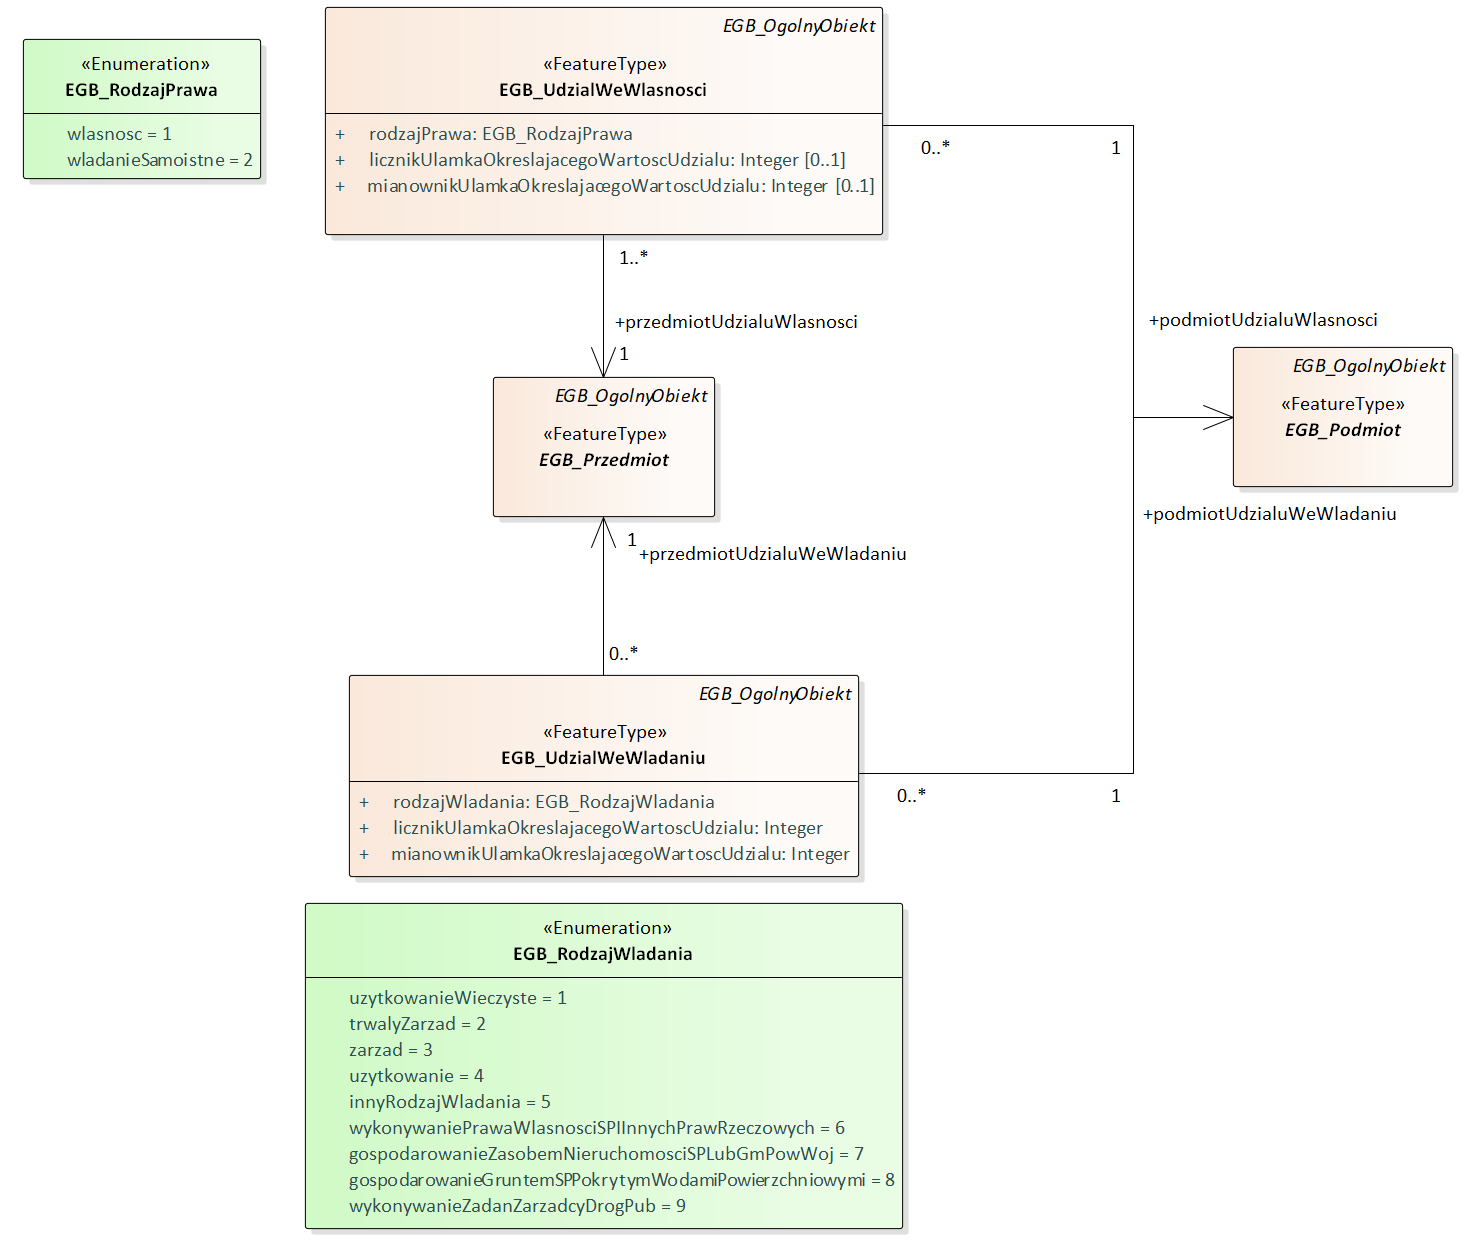 «Enumeration»
EGB_RodzajPrawa
wlasnosc = 1
wladanieSamoistne = 2
EGB_OgolnyObiekt
«FeatureType»
EGB_UdzialWeWlasnosci
+ rodzajPrawa: EGB_RodzajPrawa
+ licznikUlamkaOkreslajacegoWartoscUdzialu: Integer [0..1]
+ mianownikUlamkaOkreslajacegoWartoscUdzialu: Integer [0..1]
0..*
1
1..*
+przedmiotUdzialuWlasnosci
1
+podmiotUdzialuWlasnosci
EGB_OgolnyObiekt
«FeatureType»
EGB_Przedmiot
EGB_OgolnyObiekt
«FeatureType»
EGB_Podmiot
+podmiotUdzialuWeWladaniu
1
+przedmiotUdzialuWeWladaniu
0..*
EGB_OgolnyObiekt
«FeatureType»
EGB_UdzialWeWladaniu
+ rodzajWladania: EGB_RodzajWladania
+ licznikUlamkaOkreslajacegoWartoscUdzialu: Integer
+ mianownikUlamkaOkreslajacegoWartoscUdzialu: Integer
0..*
1
«Enumeration»
EGB_RodzajWladania
uzytkowanieWieczyste = 1
trwalyZarzad = 2
zarzad = 3
uzytkowanie = 4
innyRodzajWladania = 5
wykonywaniePrawaWlasnosciSPIInnychPrawRzeczowych = 6
gospodarowanieZasobemNieruchomosciSPLubGmPowWoj = 7
gospodarowanieGruntemSPPokrytymWodamiPowierzchniowymi = 8
wykonywanieZadanZarzadcyDrogPub = 9